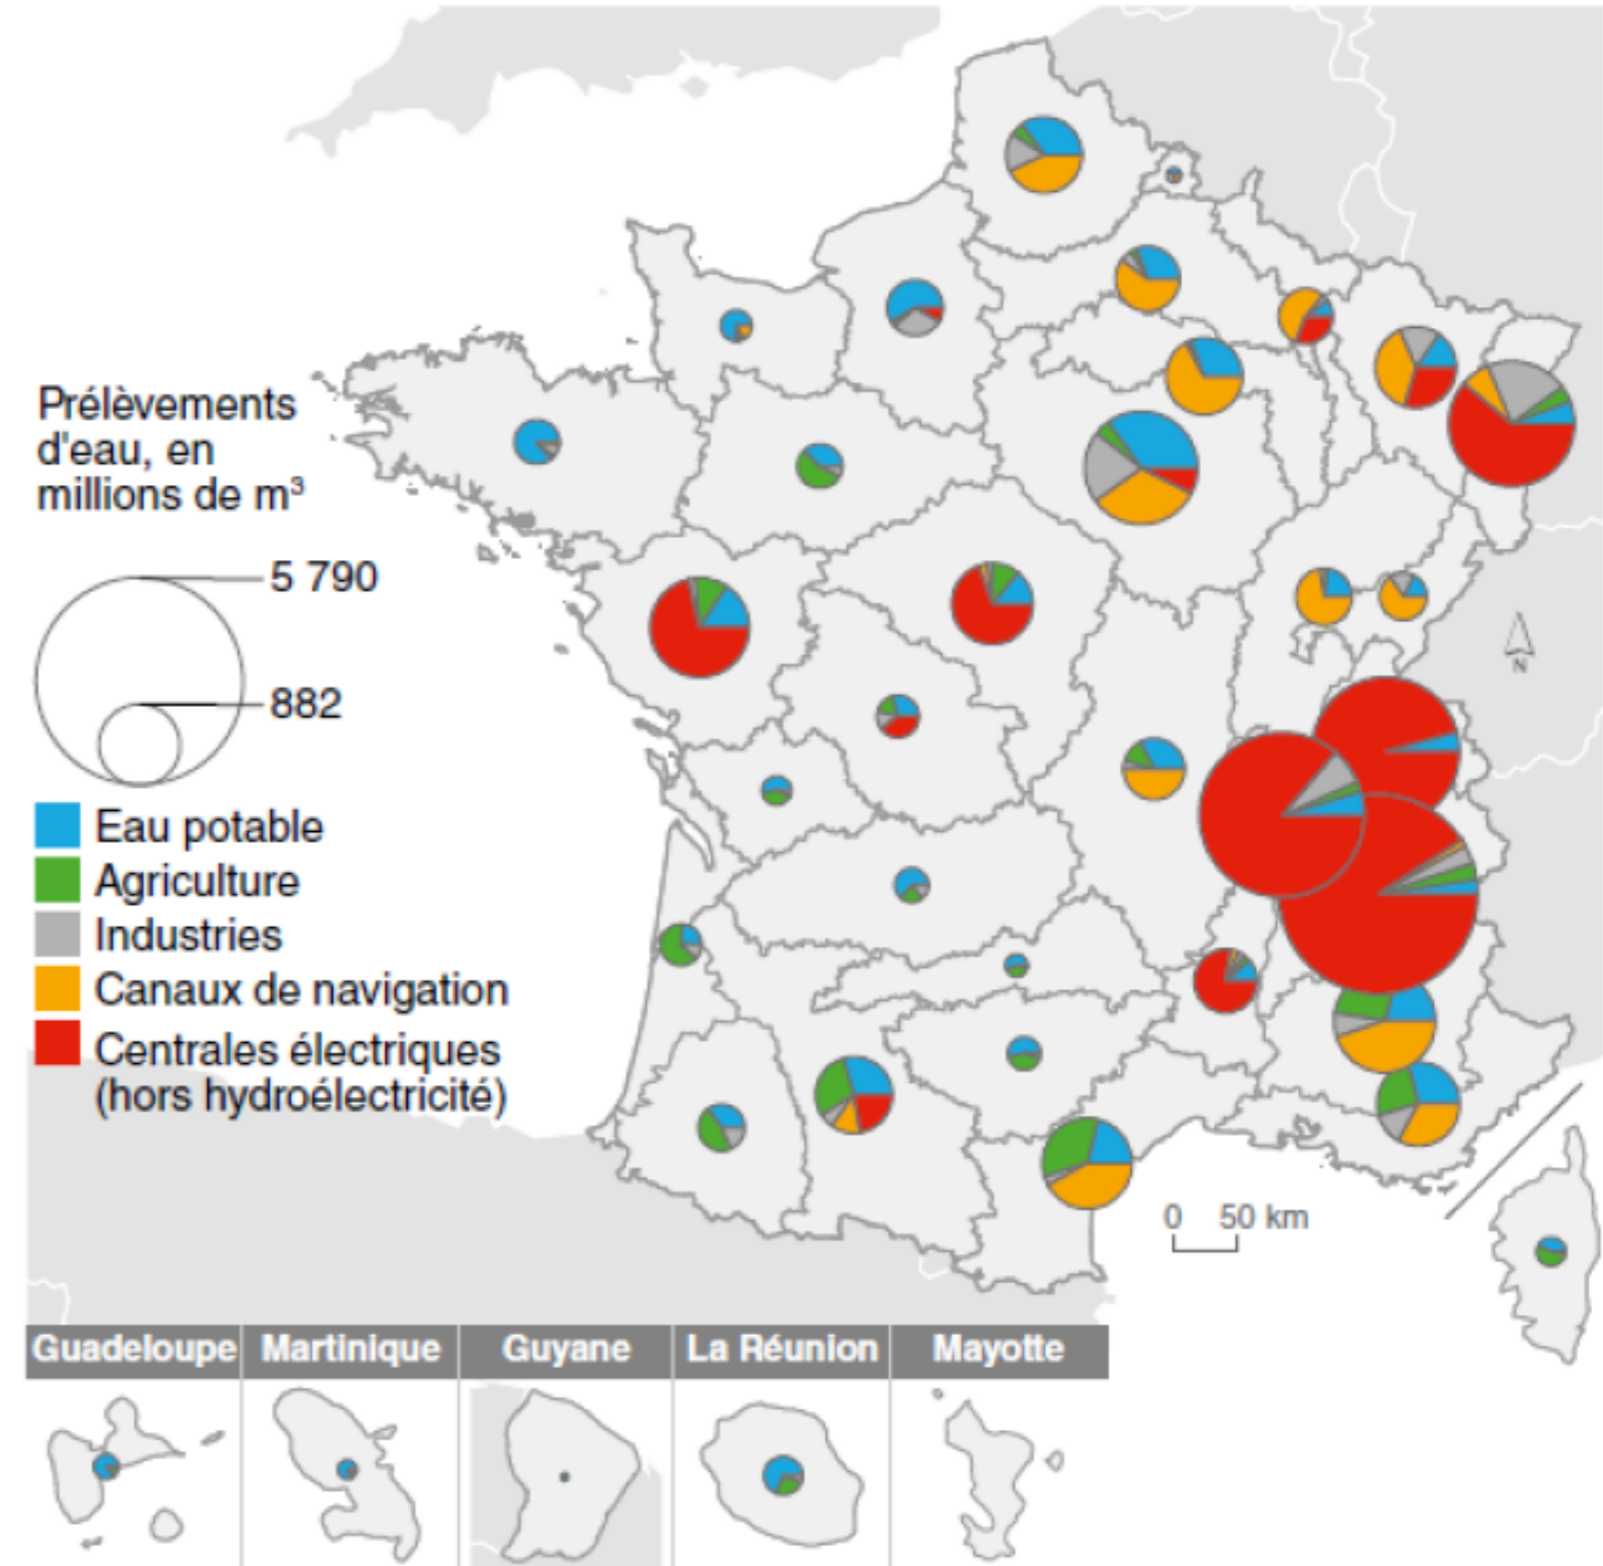 Prélèvements
d'eau, en
millions de m³
5 790
882
Eau potable
Agriculture
Industries
Canaux de navigation
Centrales électriques
(hors hydroélectricité)
N
0 50 km
Guadeloupe Martinique Guyane La Réunion Mayotte